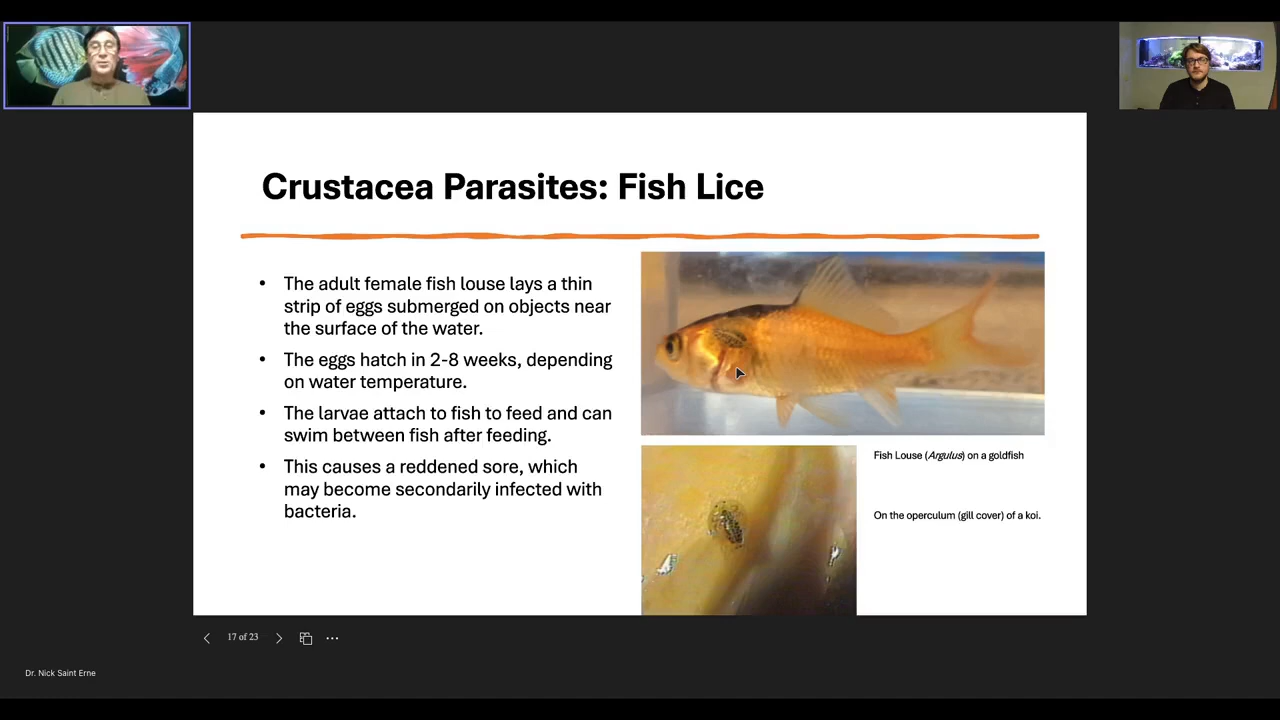 Crustacea Parasites: Fish Lice
• The adult female fish louse lays a thin
strip of eggs submerged on objects near
the surface of the water.
• The eggs hatch in 2-8 weeks, depending
on water temperature.
• The larvae attach to fish to feed and can
swim between fish after feeding.
• This causes a reddened sore, which
may become secondarily infected with
bacteria.
Fish Louse (Argulus) on a goldfish
On the operculum (gill cover) of a koi.
17 of 23
Dr. Nick Saint Erne